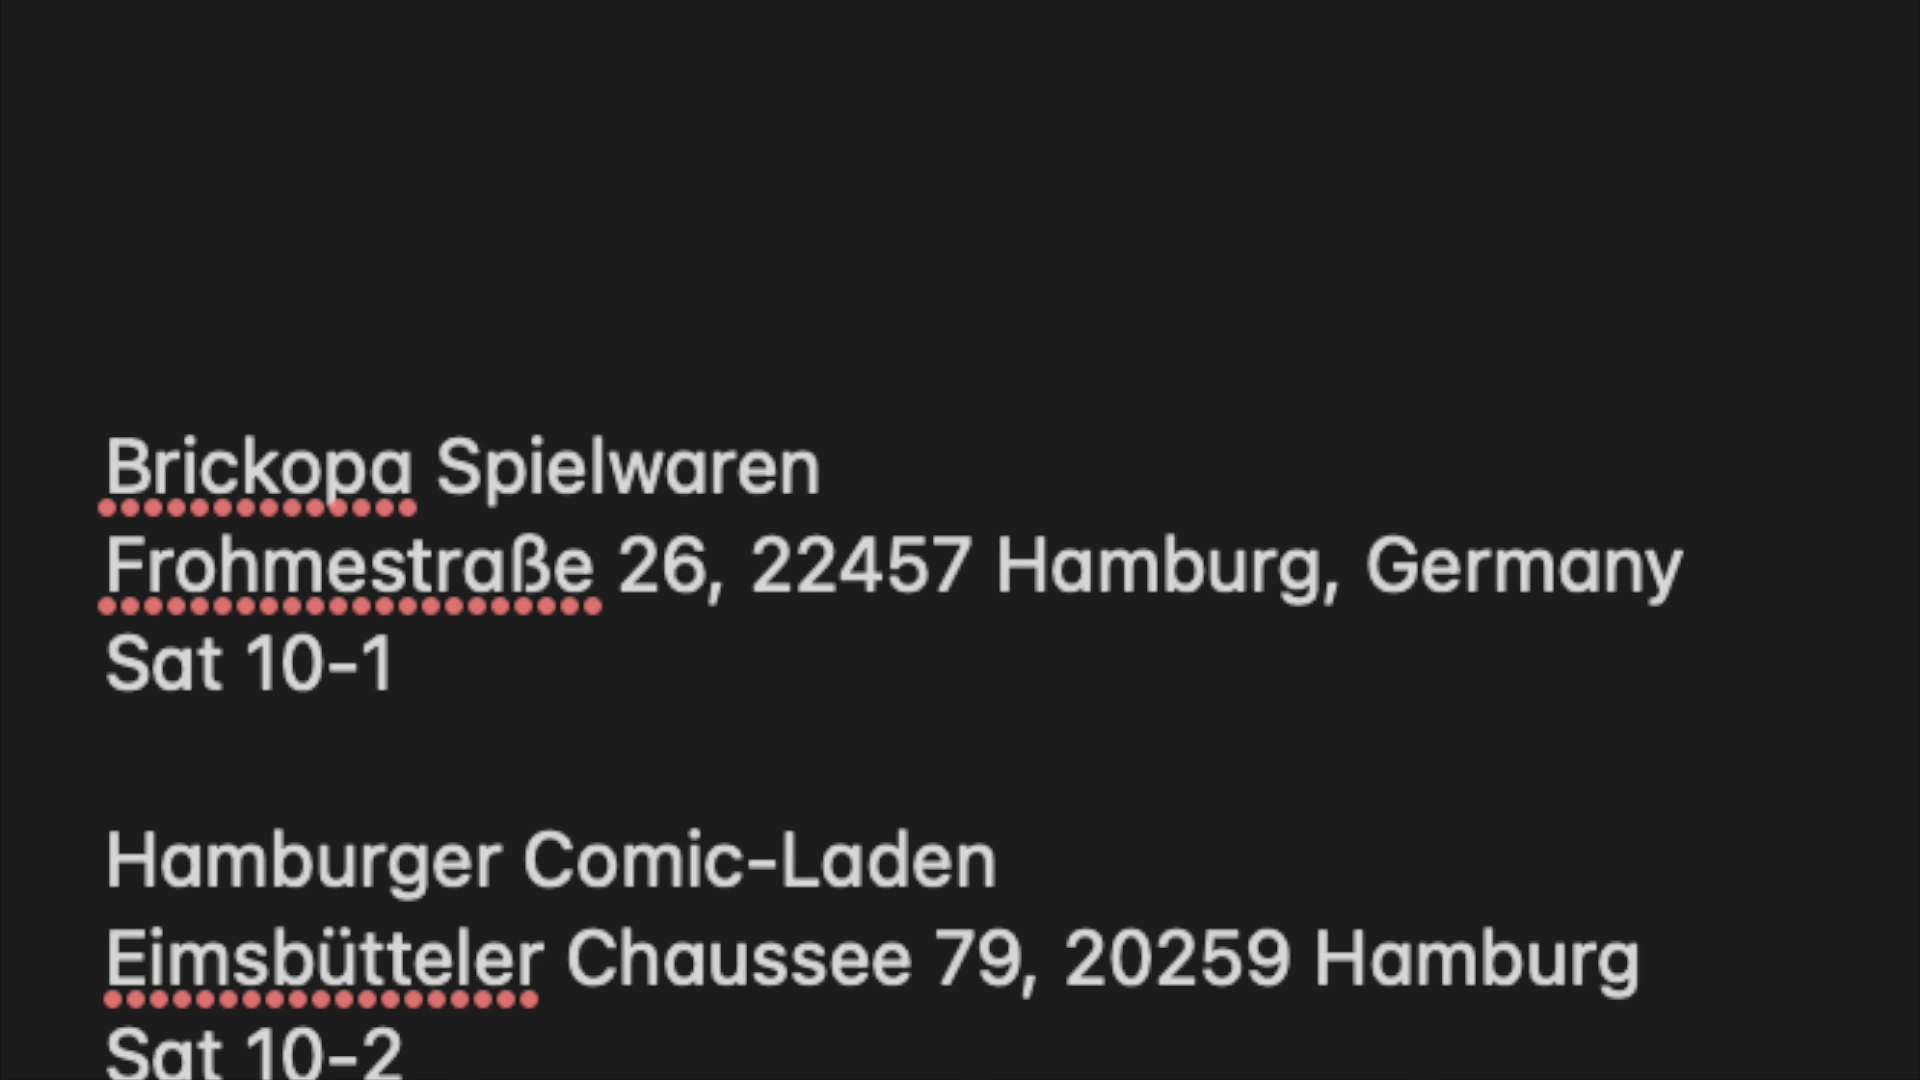 Brickopa Spielwaren
Frohmestraße 26, 22457 Hamburg, Germany
Sat 10-1
Hamburger Comic-Laden
Eimsbütteler Chaussee 79, 20259 Hamburg
Sat 10-2